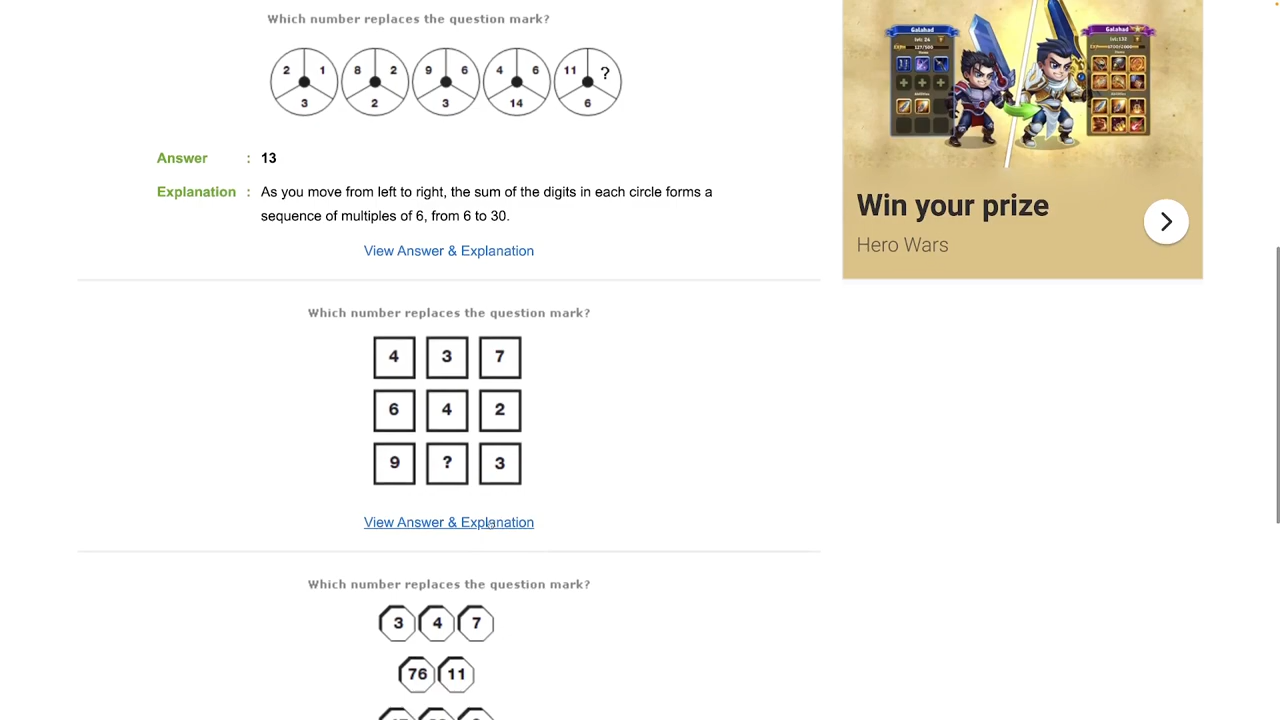 Which number replaces the question mark?
2 1 8 2 9 6 4 6 11 ?
3 2 3 14 6
Answer : 13
Explanation : As you move from left to right, the sum of the digits in each circle forms a
sequence of multiples of 6, from 6 to 30.
View Answer & Explanation
Which number replaces the question mark?
4 3 7
6 4 2
9 ? 3
View Answer & Explanation
Which number replaces the question mark?
3 4 7
76 11
Galahad
Galahad
Win your prize
Hero Wars